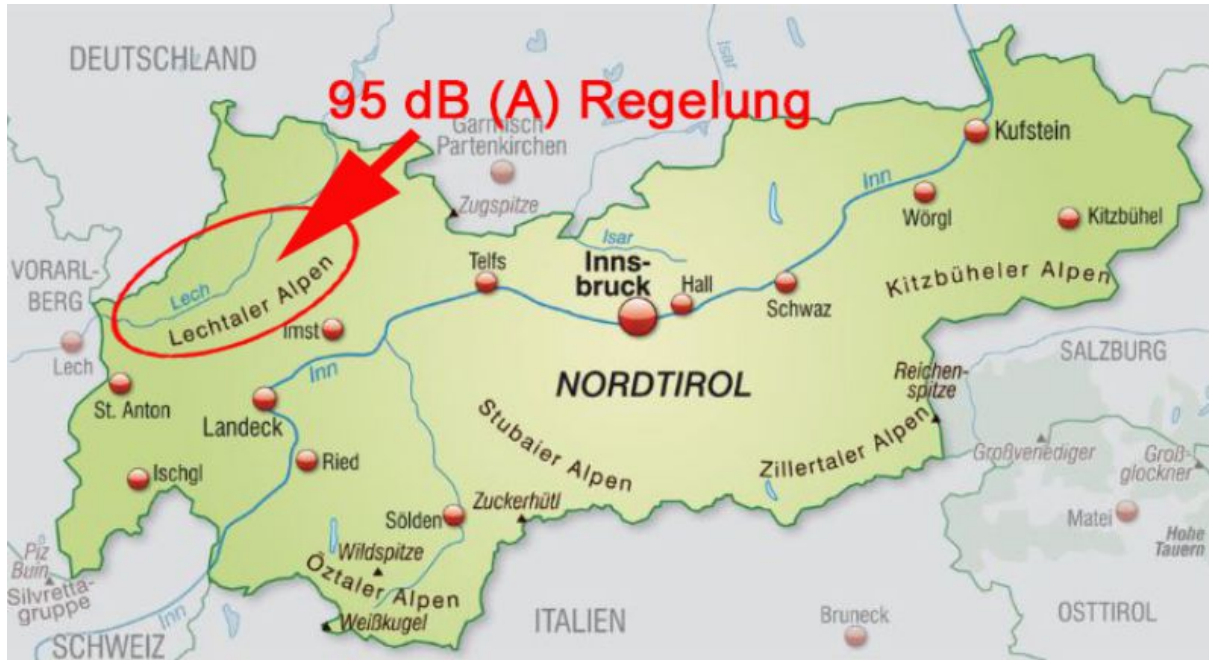 DEUTSCHLAND
Isar
Isar
95 dB (A) Regelung
Garmisch
Partenkirchen
Zugspitze
Kufstein
Inn
Wörgl
Kitzbühel
Isar
VORARL-
BERG
Lech
Lechtaler Alpen
Telfs
Inns-
bruck
Hall
Schwaz
Kitzbüheler Alpen
Imst
Lech
Inn
St. Anton
Landeck
NORDTIROL
Reichen-
spitze
SALZBURG
Stubaier Alpen
Zillertaler Alpen
Großvenediger
Groß-
glockner
Ischgl
Ried
Sölden
Zuckerhütl
Matei
Hohe
Tauern
Wildspitze
Ötztaler Alpen
Piz
Buin
Silvretta-
gruppe
Weißkugel
ITALIEN
Bruneck
OSTTIROL
SCHWEIZ
Inn